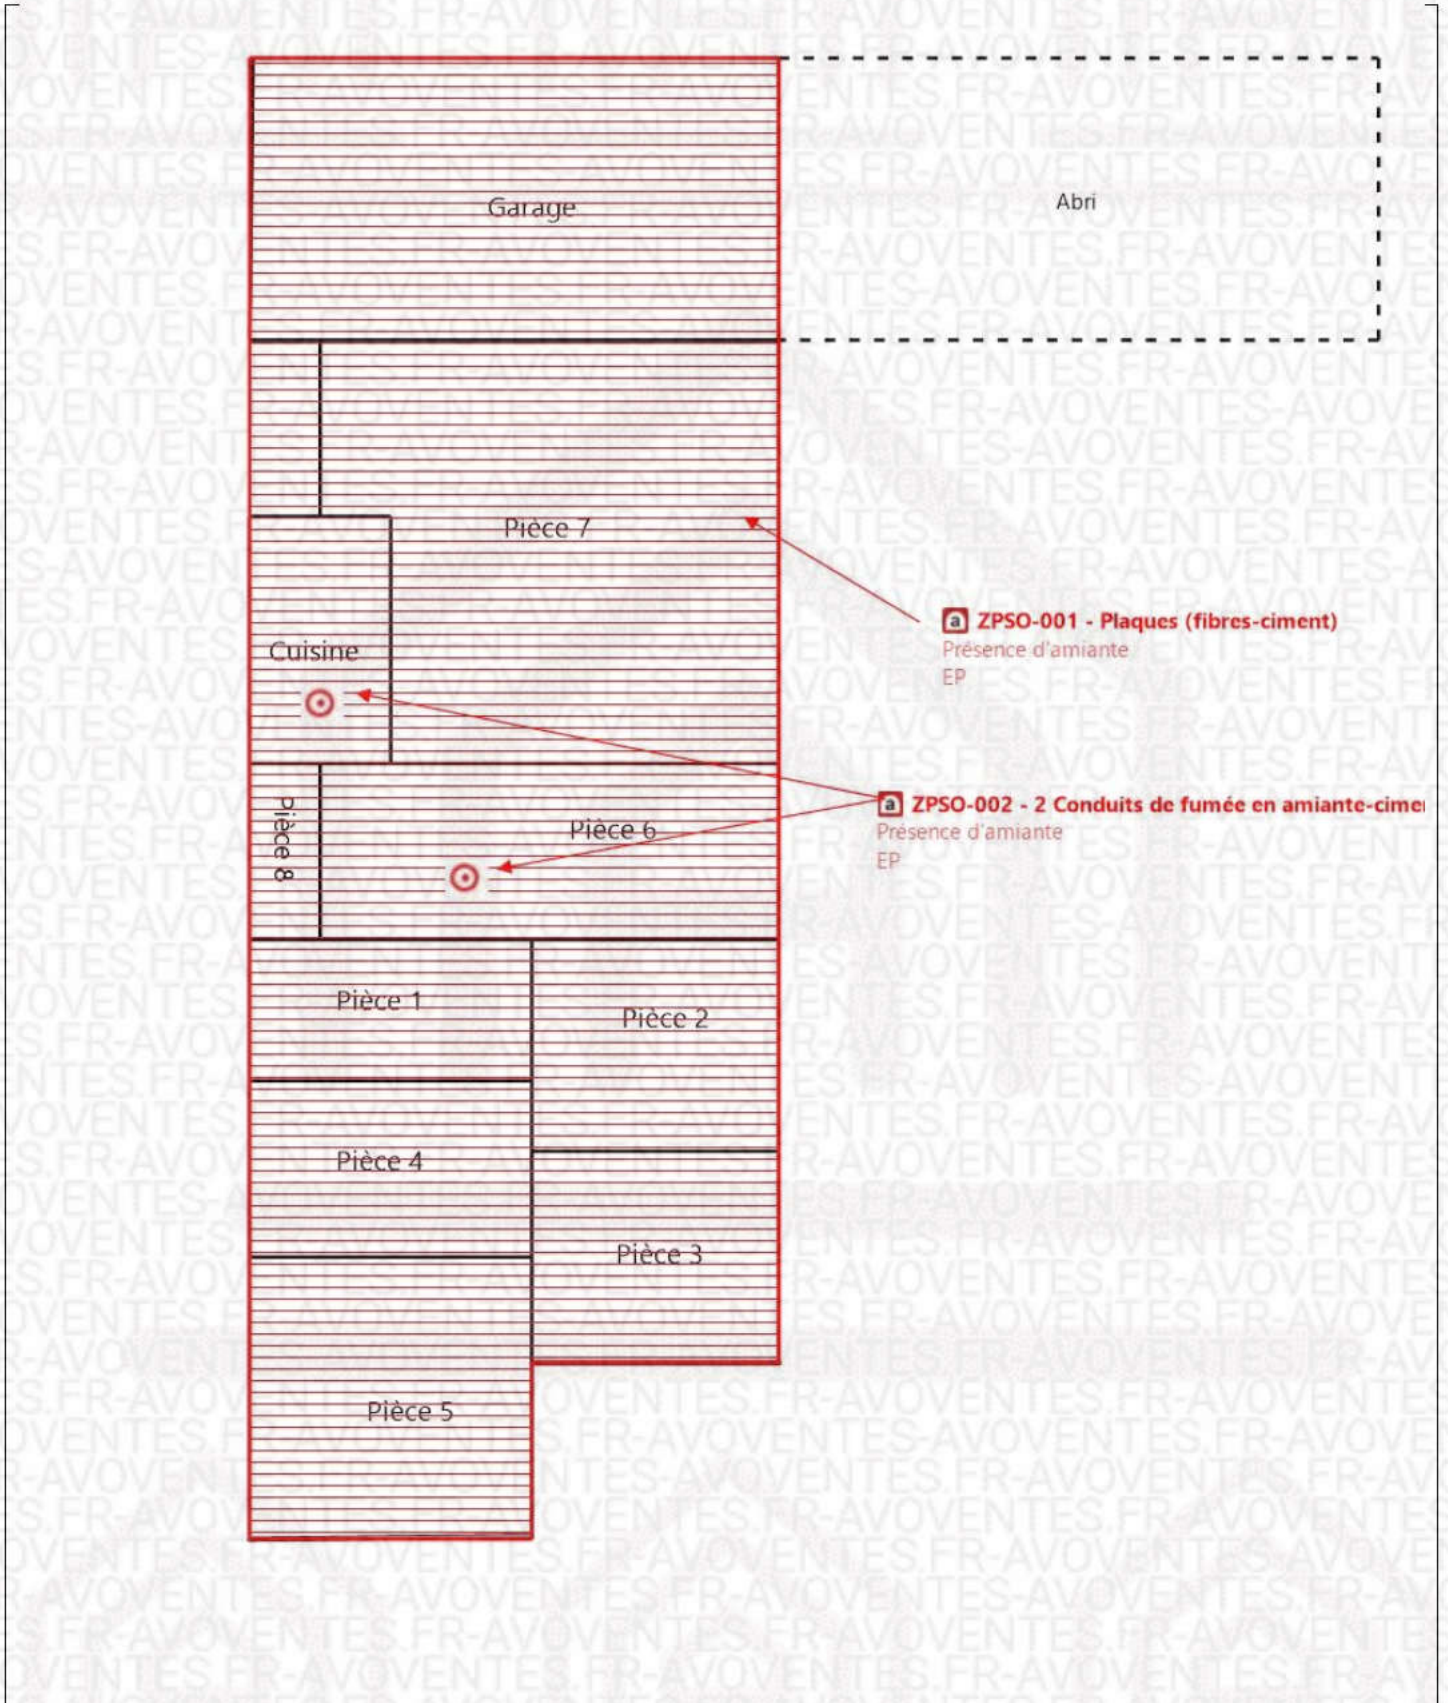 Garage
Abri
Pièce 7
ZPSO-001 - Plaques (fibres-ciment)
Présence d'amiante
EP
Cuisine
ZPSO-002 - 2 Conduits de fumée en amiante-cime
Présence d'amiante
EP
Pièce 8
Pièce 6
Pièce 1
Pièce 2
Pièce 4
Pièce 3
Pièce 5